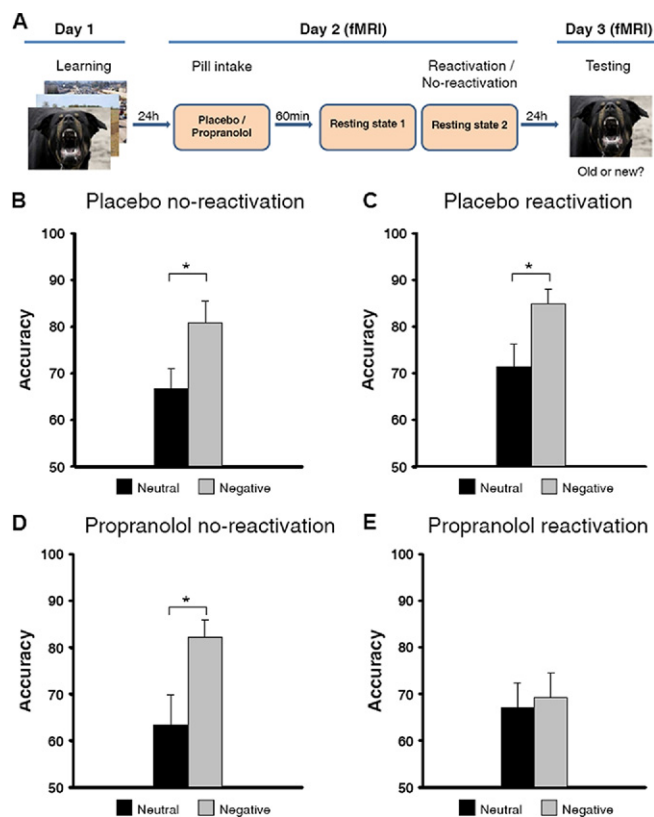 A
Day 1
Day 2 (fMRI)
Day 3 (fMRI)
Learning
Pill intake
Reactivation /
No-reactivation
Testing
24h
Placebo /
Propranolol
60min
Resting state 1
Resting state 2
24h
Old or new?
B
Placebo no-reactivation
Accuracy
100
90
80
70
60
50
*
Neutral
Negative
C
Placebo reactivation
Accuracy
100
90
80
70
60
50
*
Neutral
Negative
D
Propranolol no-reactivation
Accuracy
100
90
80
70
60
50
*
Neutral
Negative
E
Propranolol reactivation
Accuracy
100
90
80
70
60
50
Neutral
Negative